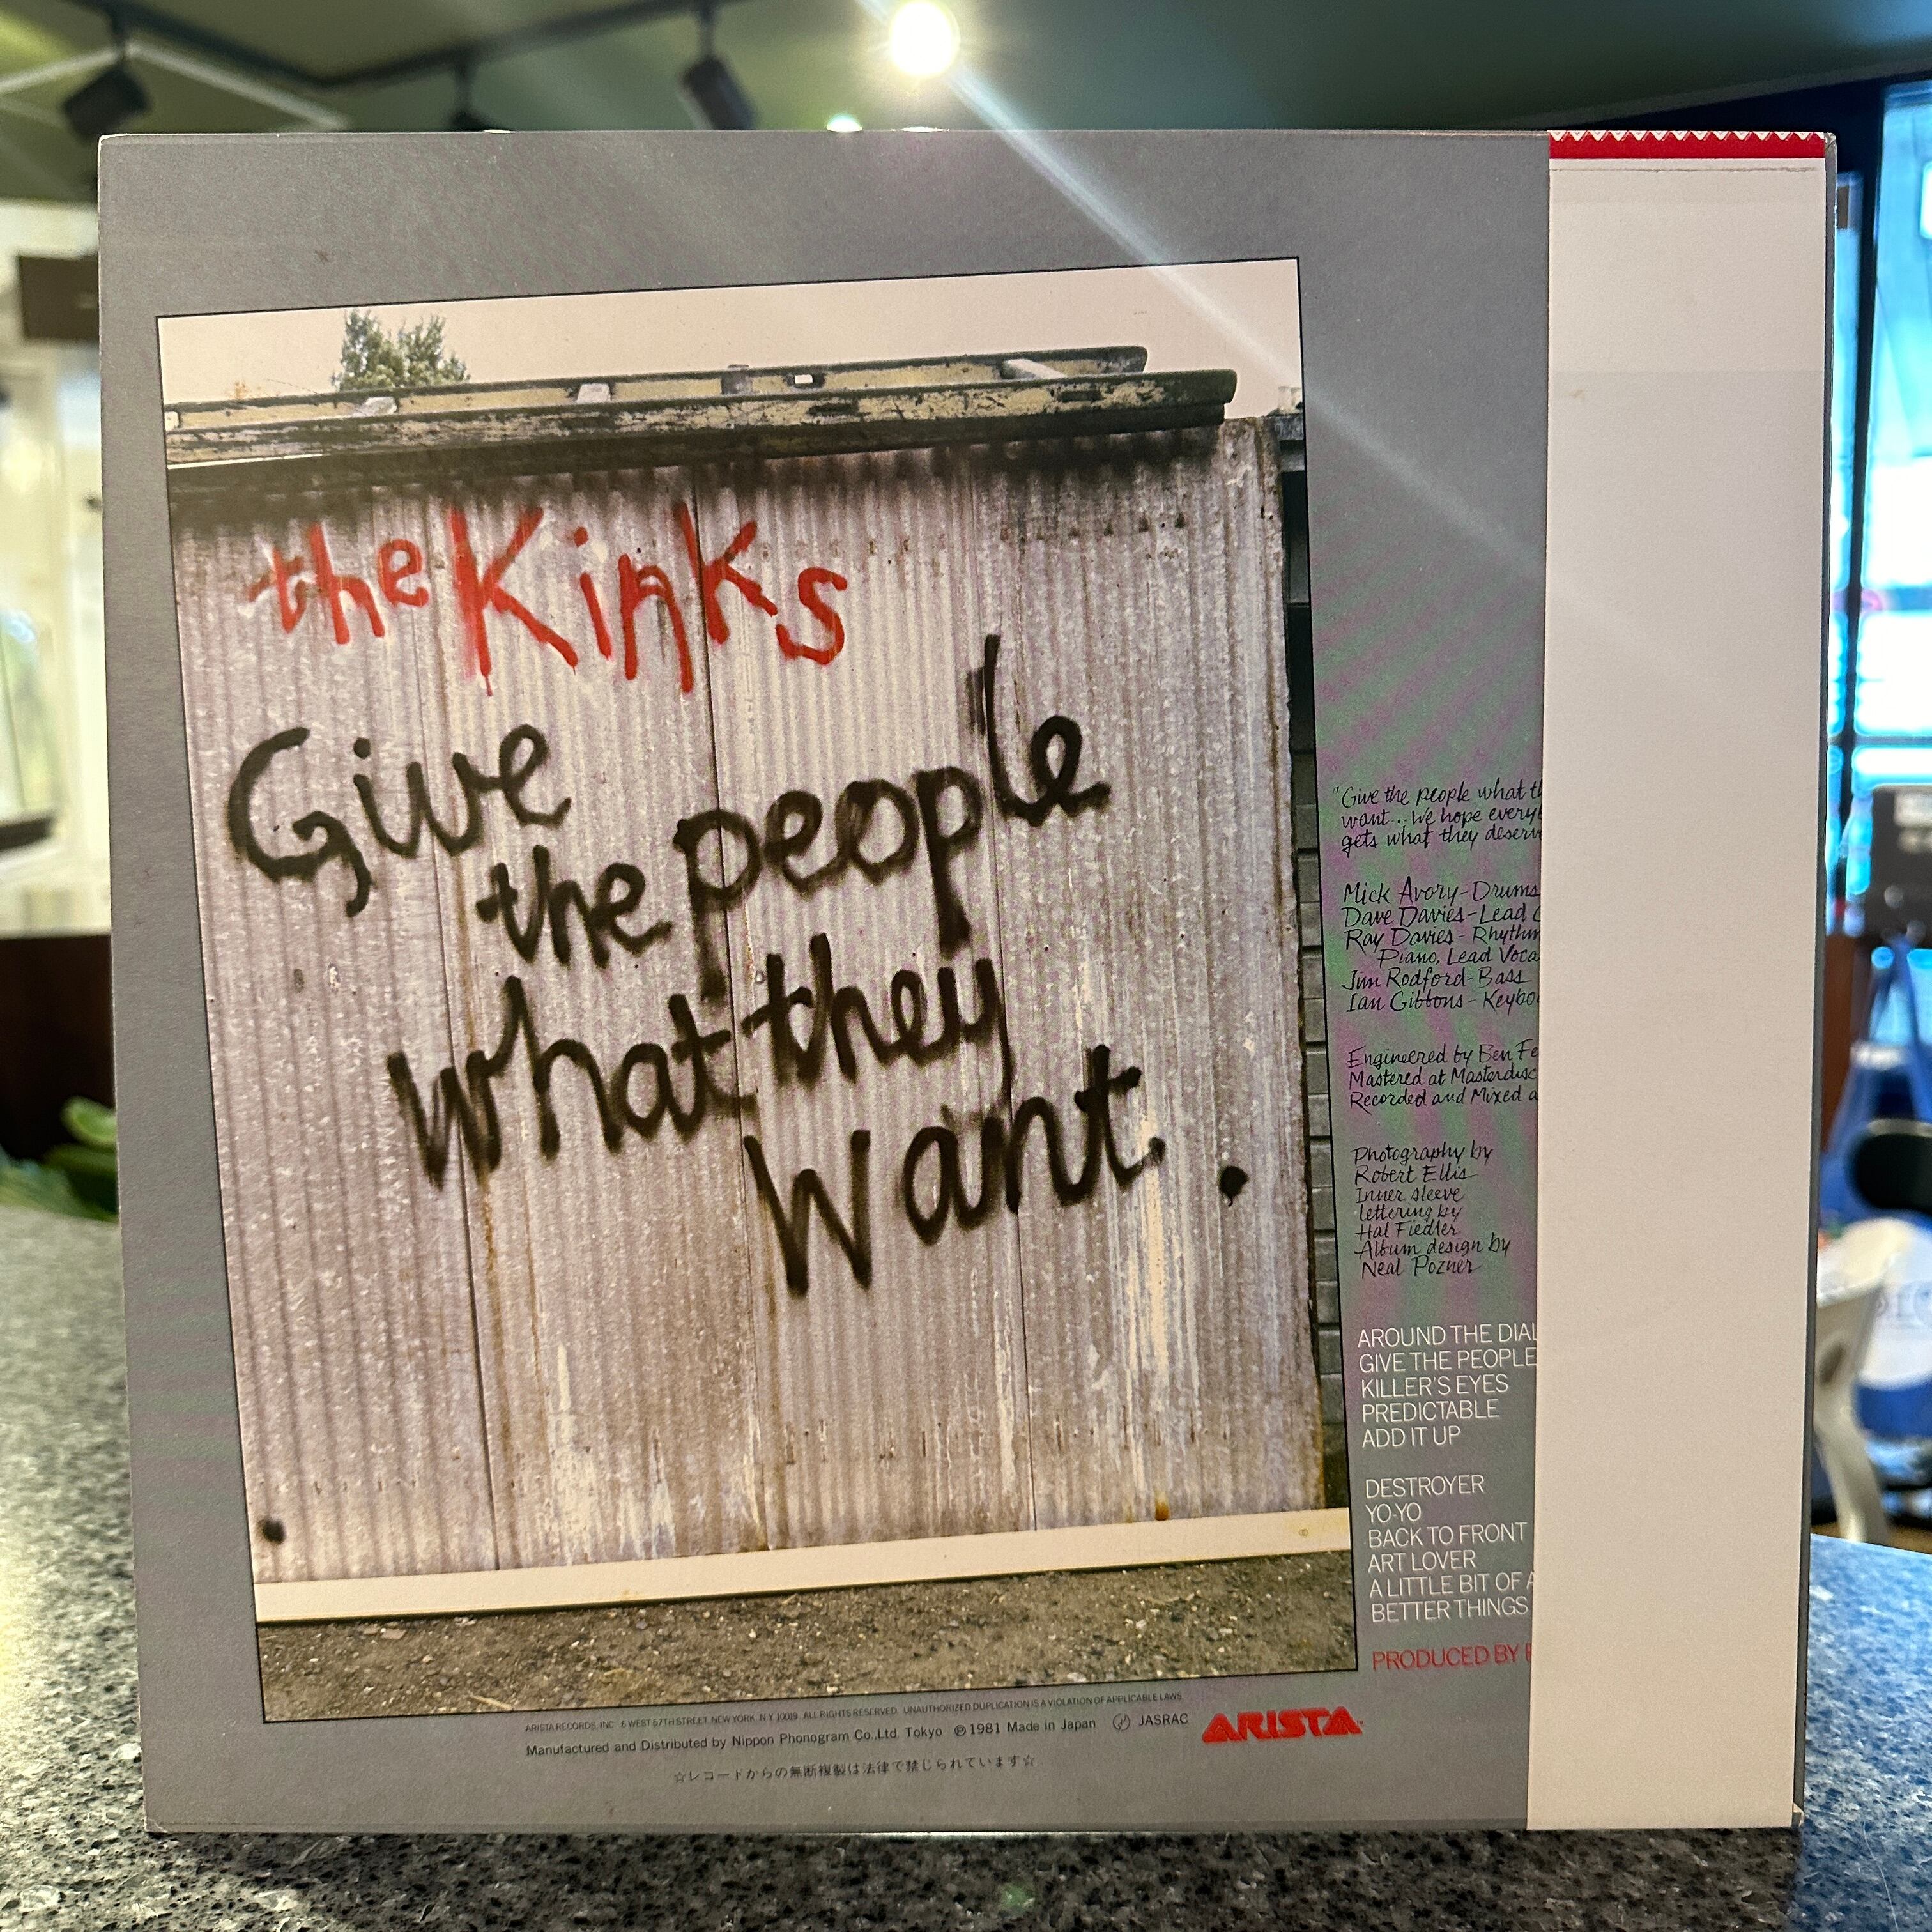 the Kinks
Give
the people
what they
want.
"Give the people what th
want...We hope everyb
gets what they deserv
Mick Avory-Drums
Dave Davies-Lead G
Ray Davies - Rhythm
Piano, Lead Voca
Jim Rodford-Bass
Ian Gibbons - Keyboa
Engineered by Ben Fe
Mastered at Masterdisc
Recorded and Mixed a
Photography by
Robert Ellis
Inner sleeve
lettering by
Hal Fiedler
Album design by
Neal Pozner
AROUND THE DIAL
GIVE THE PEOPLE
KILLER'S EYES
PREDICTABLE
ADD IT UP
DESTROYER
YO-YO
BACK TO FRONT
ART LOVER
A LITTLE BIT OF A
BETTER THINGS
PRODUCED BY R
ARISTA RECORDS, INC. 6 WEST 57TH STREET, NEW YORK, N.Y. 10019. ALL RIGHTS RESERVED. UNAUTHORIZED DUPLICATION IS A VIOLATION OF APPLICABLE LAWS.
Manufactured and Distributed by Nippon Phonogram Co.,Ltd. Tokyo ℗1981 Made in Japan JASRAC
ARISTA
☆レコードからの無断複製は法律で禁じられています☆